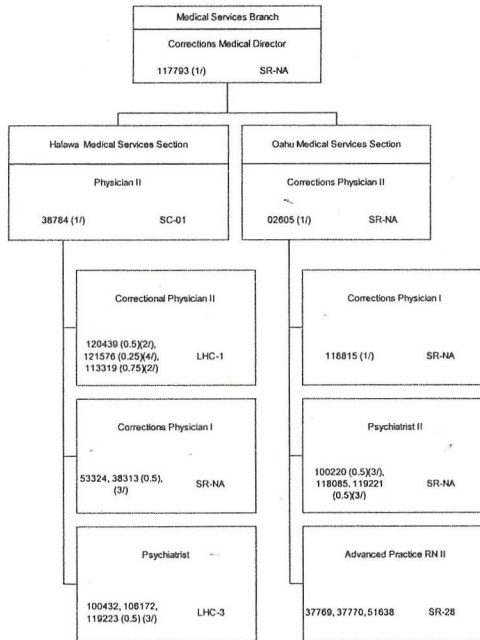 Medical Services Branch
Corrections Medical Director
117793 (1/) SR-NA
Halawa Medical Services Section
Physician II
38784 (1/) SC-01
Oahu Medical Services Section
Corrections Physician II
02605 (1/) SR-NA
Correctional Physician II
120439 (0.5)(2/),
121576 (0.25)(4/), LHC-1
113319 (0.75)(2/)
Corrections Physician I
53324, 38313 (0.5), SR-NA
(3/)
Psychiatrist
100432, 106172, LHC-3
119223 (0.5) (3/)
Corrections Physician I
118815 (1/) SR-NA
Psychiatrist II
100220 (0.5)(3/),
118085, 119221 SR-NA
(0.5)(3/)
Advanced Practice RN II
37769, 37770, 51638 SR-28